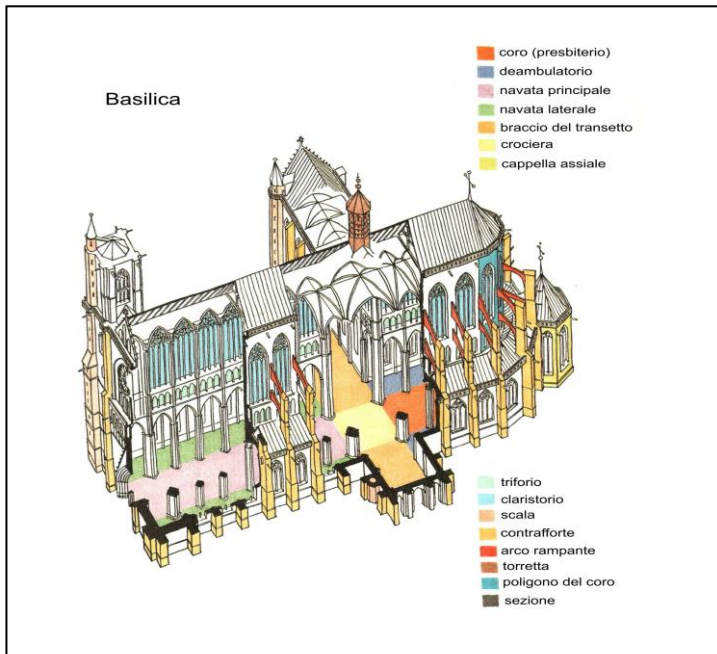 Basilica
coro (presbiterio)
deambulatorio
navata principale
navata laterale
braccio del transetto
crociera
cappella assiale
triforio
claristorio
scala
contrafforte
arco rampante
torretta
poligono del coro
sezione